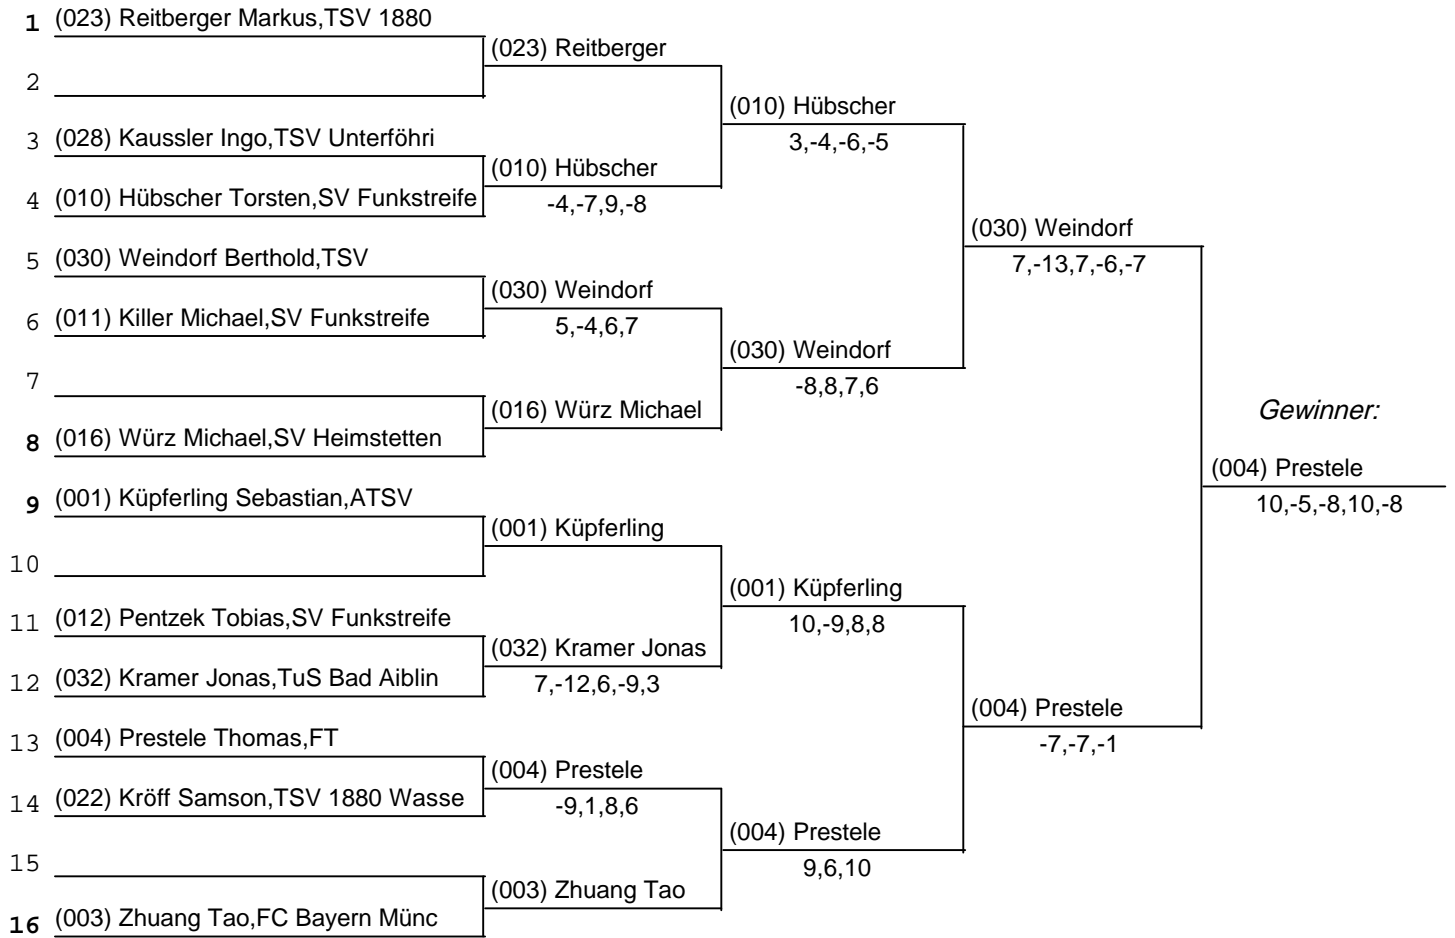 1 (023) Reitberger Markus,TSV 1880
2
3 (028) Kaussler Ingo,TSV Unterföhri
4 (010) Hübscher Torsten,SV Funkstreife
5 (030) Weindorf Berthold,TSV
6 (011) Killer Michael,SV Funkstreife
7
8 (016) Würz Michael,SV Heimstetten
9 (001) Küpferling Sebastian,ATSV
10
11 (012) Pentzek Tobias,SV Funkstreife
12 (032) Kramer Jonas,TuS Bad Aiblin
13 (004) Prestele Thomas,FT
14 (022) Kröff Samson,TSV 1880 Wasse
15
16 (003) Zhuang Tao,FC Bayern Münc
(023) Reitberger
(010) Hübscher
-4,-7,9,-8
(030) Weindorf
5,-4,6,7
(016) Würz Michael
(001) Küpferling
(032) Kramer Jonas
7,-12,6,-9,3
(004) Prestele
-9,1,8,6
(003) Zhuang Tao
(010) Hübscher
3,-4,-6,-5
(030) Weindorf
-8,8,7,6
(001) Küpferling
10,-9,8,8
(004) Prestele
9,6,10
(030) Weindorf
7,-13,7,-6,-7
(004) Prestele
-7,-7,-1
Gewinner:
(004) Prestele
10,-5,-8,10,-8